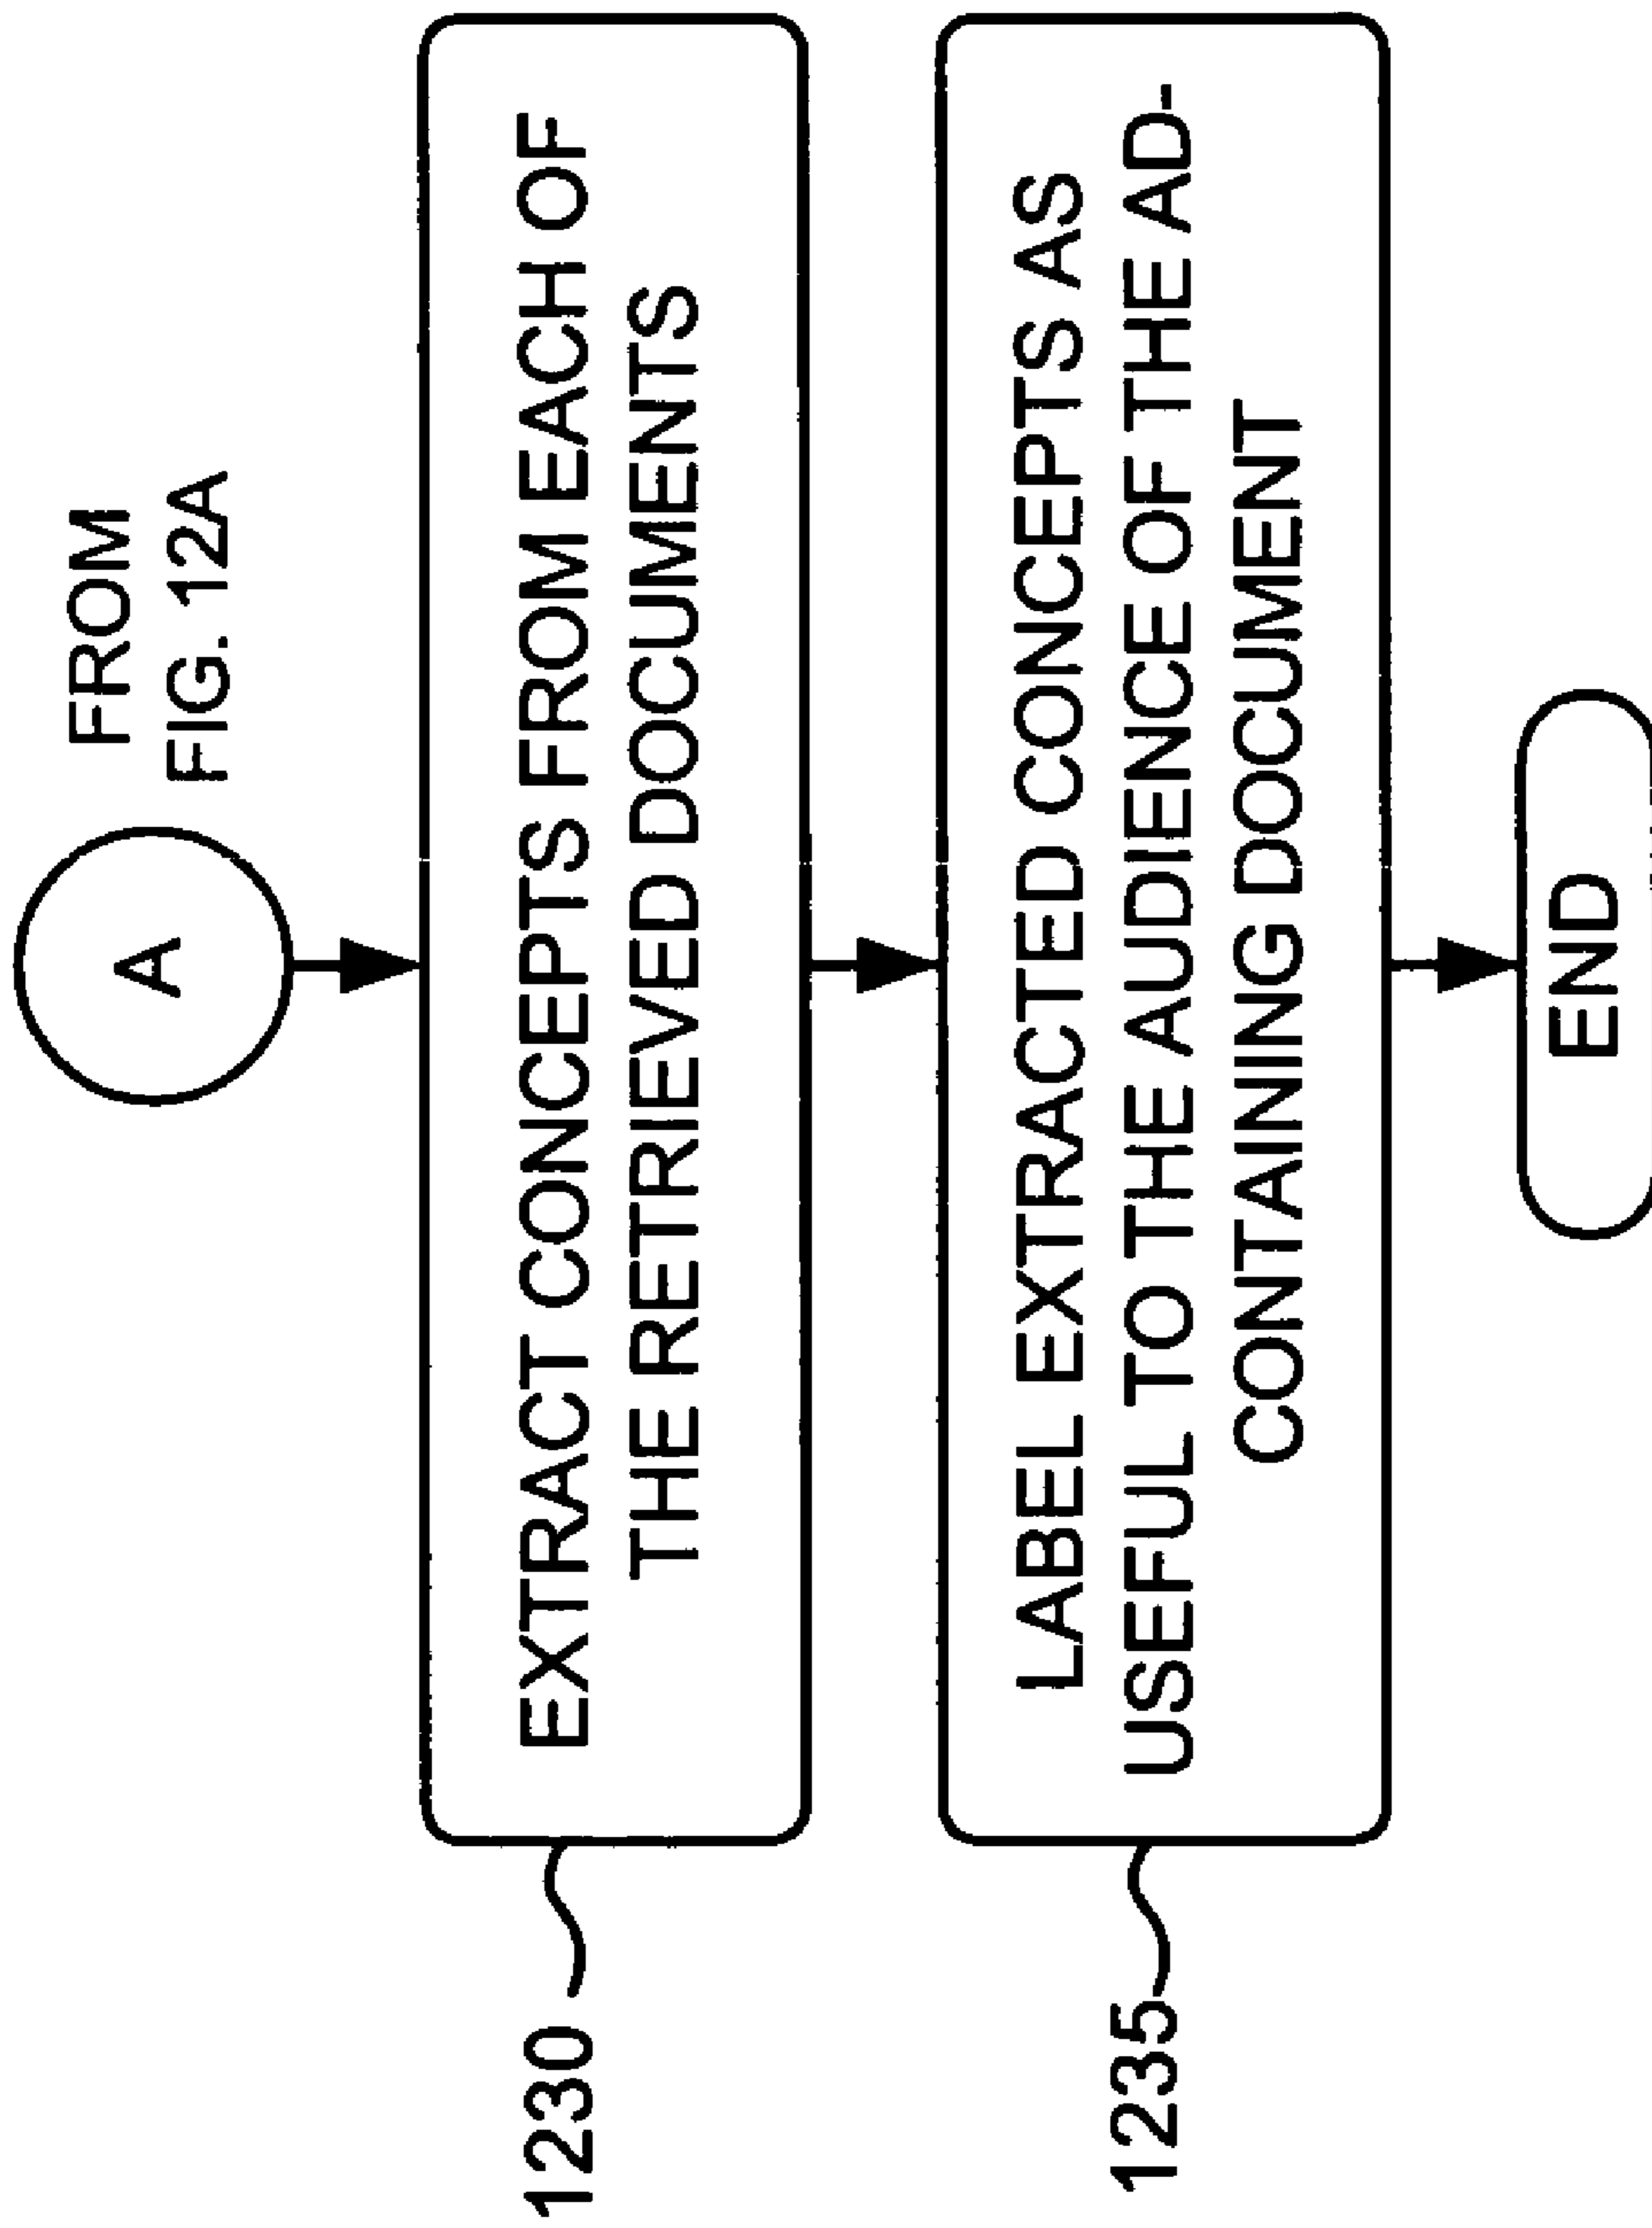 FROM
FIG. 12A
A
EXTRACT CONCEPTS FROM EACH OF
THE RETRIEVED DOCUMENTS
1230
LABEL EXTRACTED CONCEPTS AS
USEFUL TO THE AUDIENCE OF THE AD-
CONTAINING DOCUMENT
1235
END